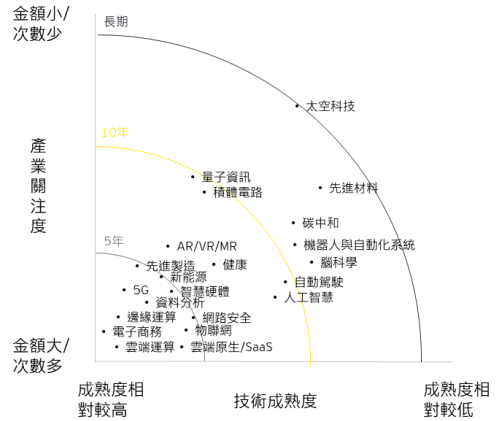 金額小/
次數少
長期
太空科技
10年
產業關注度
量子資訊
先進材料
積體電路
碳中和
5年
AR/VR/MR
機器人與自動化系統
先進製造
健康
腦科學
新能源
自動駕駛
5G
智慧硬體
人工智慧
資料分析
邊緣運算
網路安全
電子商務
物聯網
雲端運算
雲端原生/SaaS
金額大/
次數多
成熟度相
對較高
技術成熟度
成熟度相
對較低